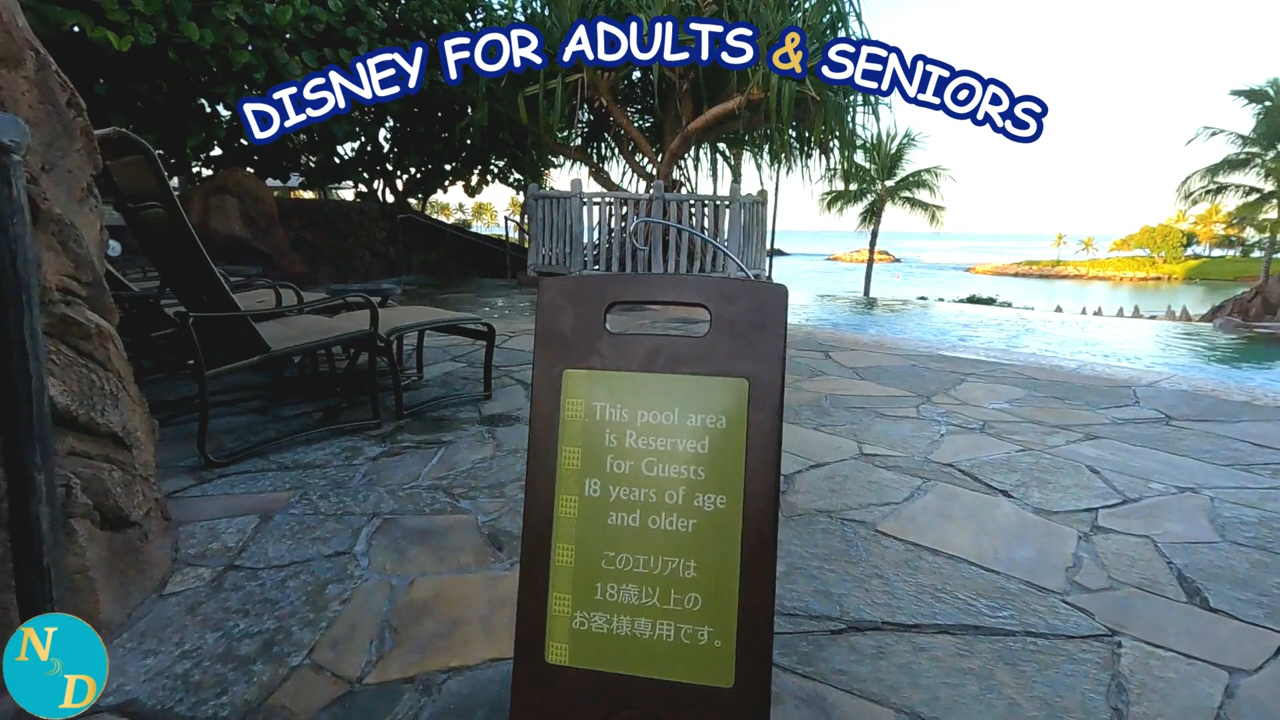 DISNEY FOR ADULTS & SENIORS
This pool area
is Reserved
for Guests
18 years of age
and older
このエリアは
18歳以上の
お客様専用です。
N D